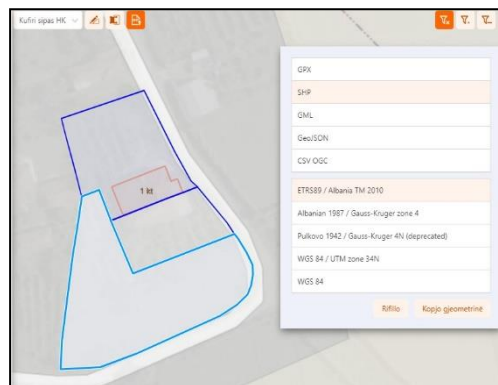 Kufiri sipas HK
GPX
SHP
GML
GeoJSON
CSV OGC
1 kt
ETRS89 / Albania TM 2010
Albanian 1987 / Gauss-Kruger zone 4
Pulkovo 1942 / Gauss-Kruger 4N (deprecated)
WGS 84 / UTM zone 34N
WGS 84
Rifillo
Kopjo gjeometrinë